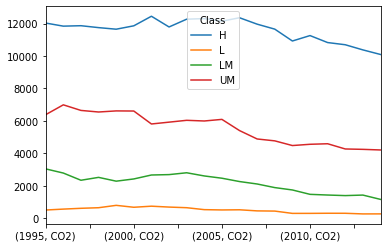 12000
10000
8000
6000
4000
2000
0
Class
H
L
LM
UM
(1995, CO2)
(2000, CO2)
(2005, CO2)
(2010, CO2)